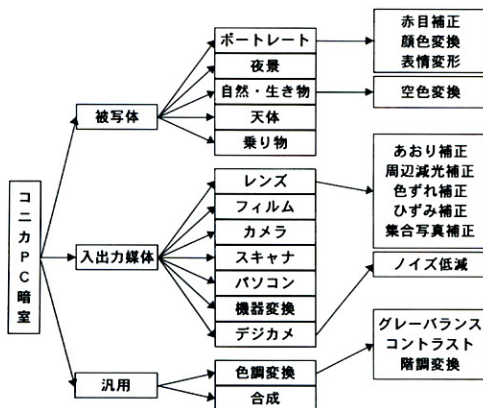 コニカPC暗室
被写体
ポートレート
夜景
自然・生き物
天体
乗り物
赤目補正
顔色変換
表情変形
空色変換
入出力媒体
レンズ
フィルム
カメラ
スキャナ
パソコン
機器変換
デジカメ
あおり補正
周辺減光補正
色ずれ補正
ひずみ補正
集合写真補正
ノイズ低減
汎用
色調変換
合成
グレーバランス
コントラスト
階調変換